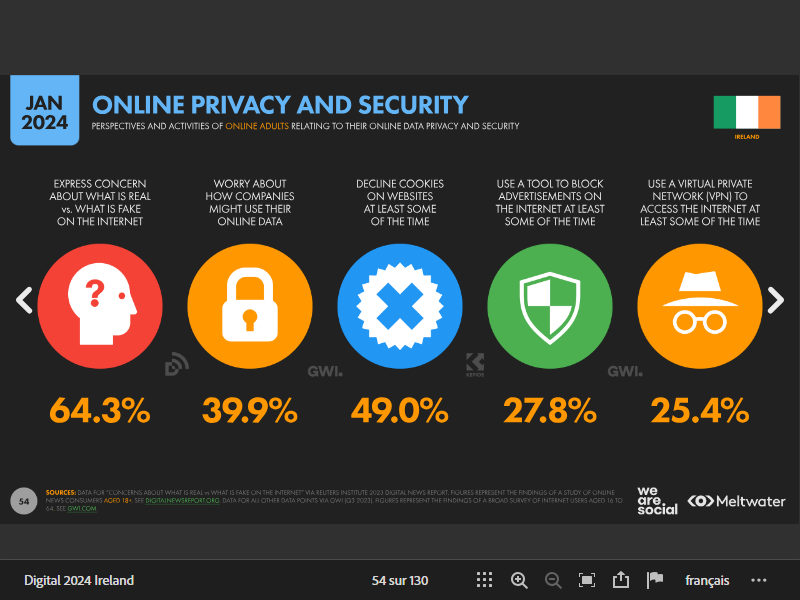 JAN
2024
ONLINE PRIVACY AND SECURITY
PERSPECTIVES AND ACTIVITIES OF ONLINE ADULTS RELATING TO THEIR ONLINE DATA PRIVACY AND SECURITY
IRELAND
EXPRESS CONCERN
ABOUT WHAT IS REAL
vs. WHAT IS FAKE
ON THE INTERNET
WORRY ABOUT
HOW COMPANIES
MIGHT USE THEIR
ONLINE DATA
DECLINE COOKIES
ON WEBSITES
AT LEAST SOME
OF THE TIME
USE A TOOL TO BLOCK
ADVERTISEMENTS ON
THE INTERNET AT LEAST
SOME OF THE TIME
USE A VIRTUAL PRIVATE
NETWORK (VPN) TO
ACCESS THE INTERNET AT
LEAST SOME OF THE TIME
?
GWI.
KEPIOS
GWI.
64.3%
39.9%
49.0%
27.8%
25.4%
54
SOURCES: DATA FOR "CONCERNS ABOUT WHAT IS REAL vs WHAT IS FAKE ON THE INTERNET" VIA REUTERS INSTITUTE 2023 DIGITAL NEWS REPORT. FIGURES REPRESENT THE FINDINGS OF A STUDY OF ONLINE
NEWS CONSUMERS AGED 18+. SEE DIGITALNEWSREPORT.ORG. DATA FOR ALL OTHER DATA POINTS VIA GWI (Q3 2023). FIGURES REPRESENT THE FINDINGS OF A BROAD SURVEY OF INTERNET USERS AGED 16 TO
64. SEE GWI.COM.
we
are.
social
Meltwater
Digital 2024 Ireland
54 sur 130
français